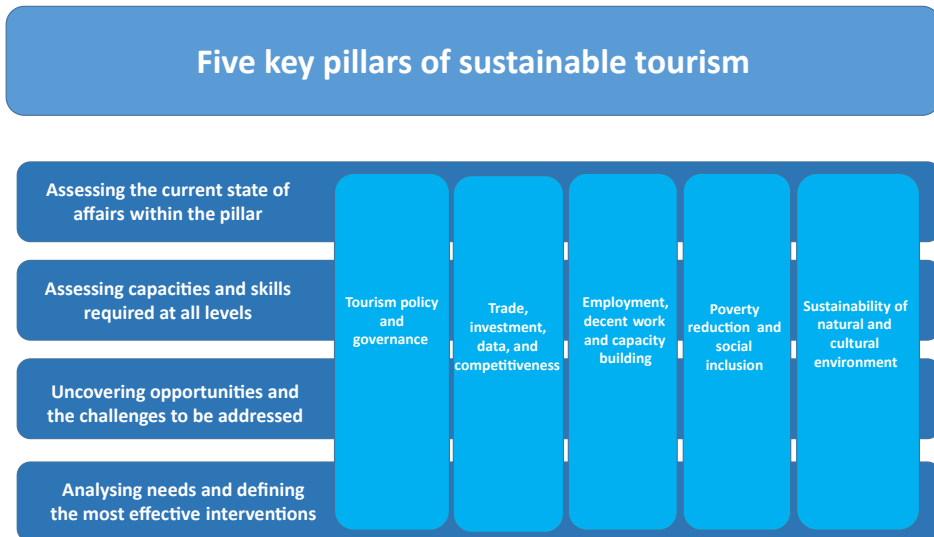 Five key pillars of sustainable tourism
Assessing the current state of
affairs within the pillar
Assessing capacities and skills
required at all levels
Uncovering opportunities and
the challenges to be addressed
Analysing needs and defining
the most effective interventions
Tourism policy
and
governance
Trade,
investment,
data, and
competitiveness
Employment,
decent work
and capacity
building
Poverty
reduction and
social
inclusion
Sustainability of
natural and
cultural
environment